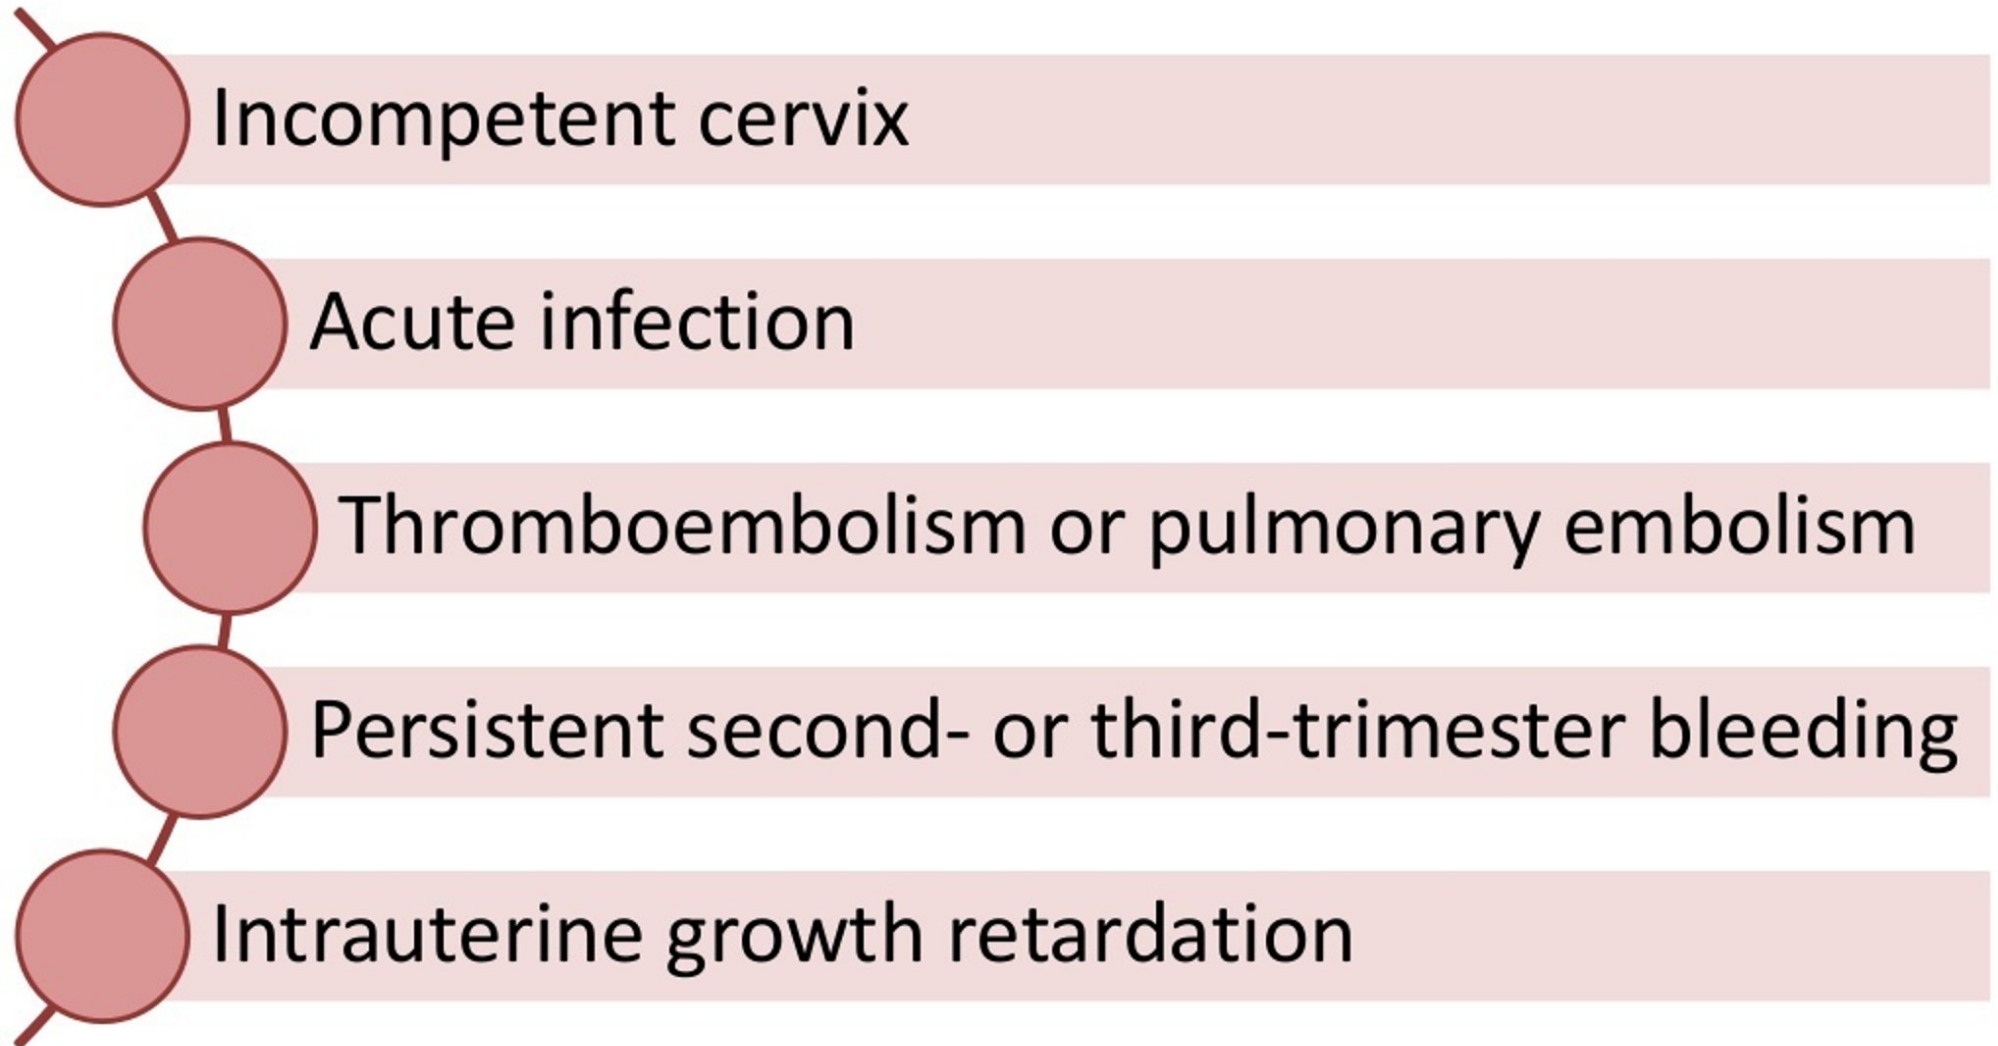 Incompetent cervix
Acute infection
Thromboembolism or pulmonary embolism
Persistent second- or third-trimester bleeding
Intrauterine growth retardation